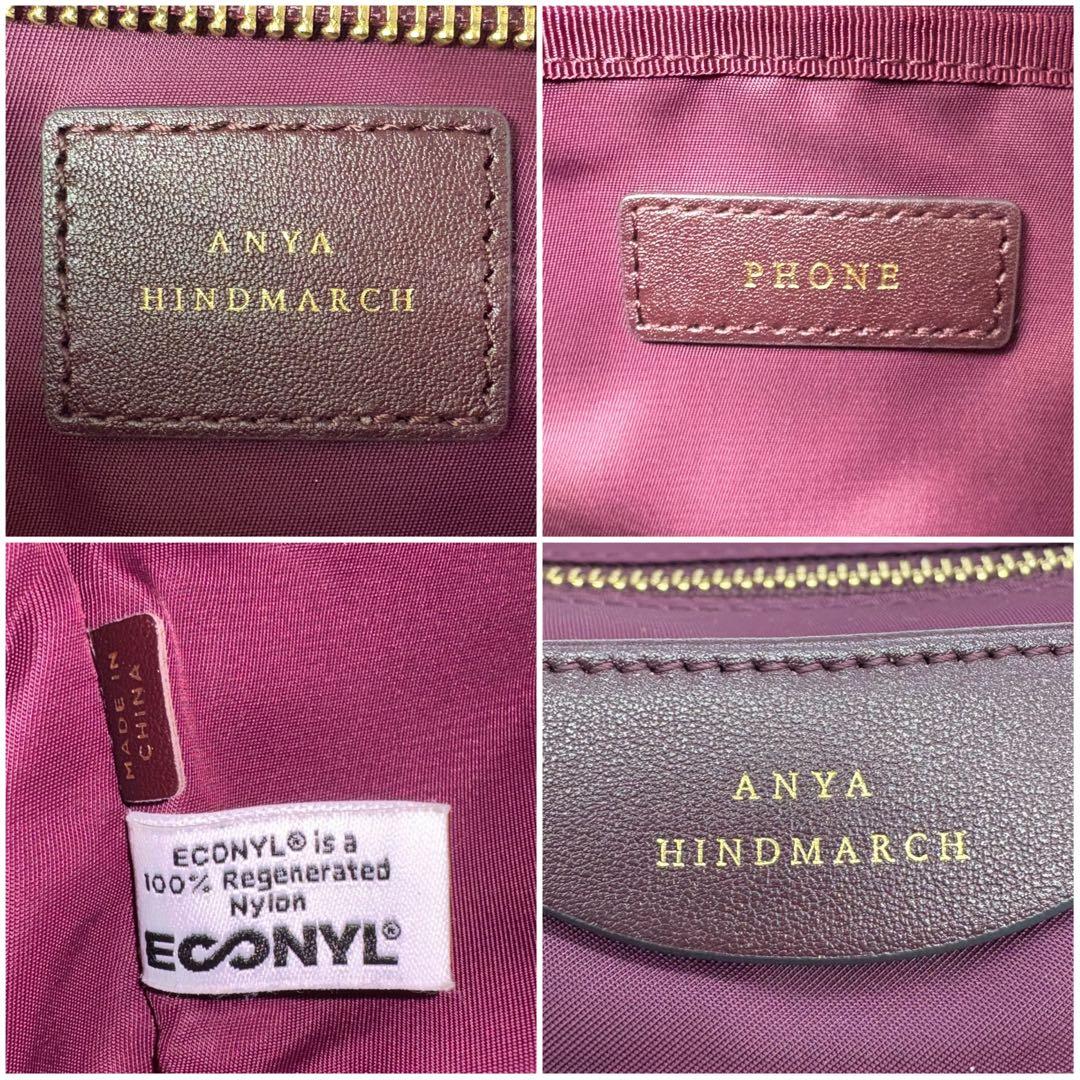 ANYA
HINDMARCH
PHONE
MADE IN
CHINA
ECONYL® is a
100% Regenerated
Nylon
ECONYL®
ANYA
HINDMARCH